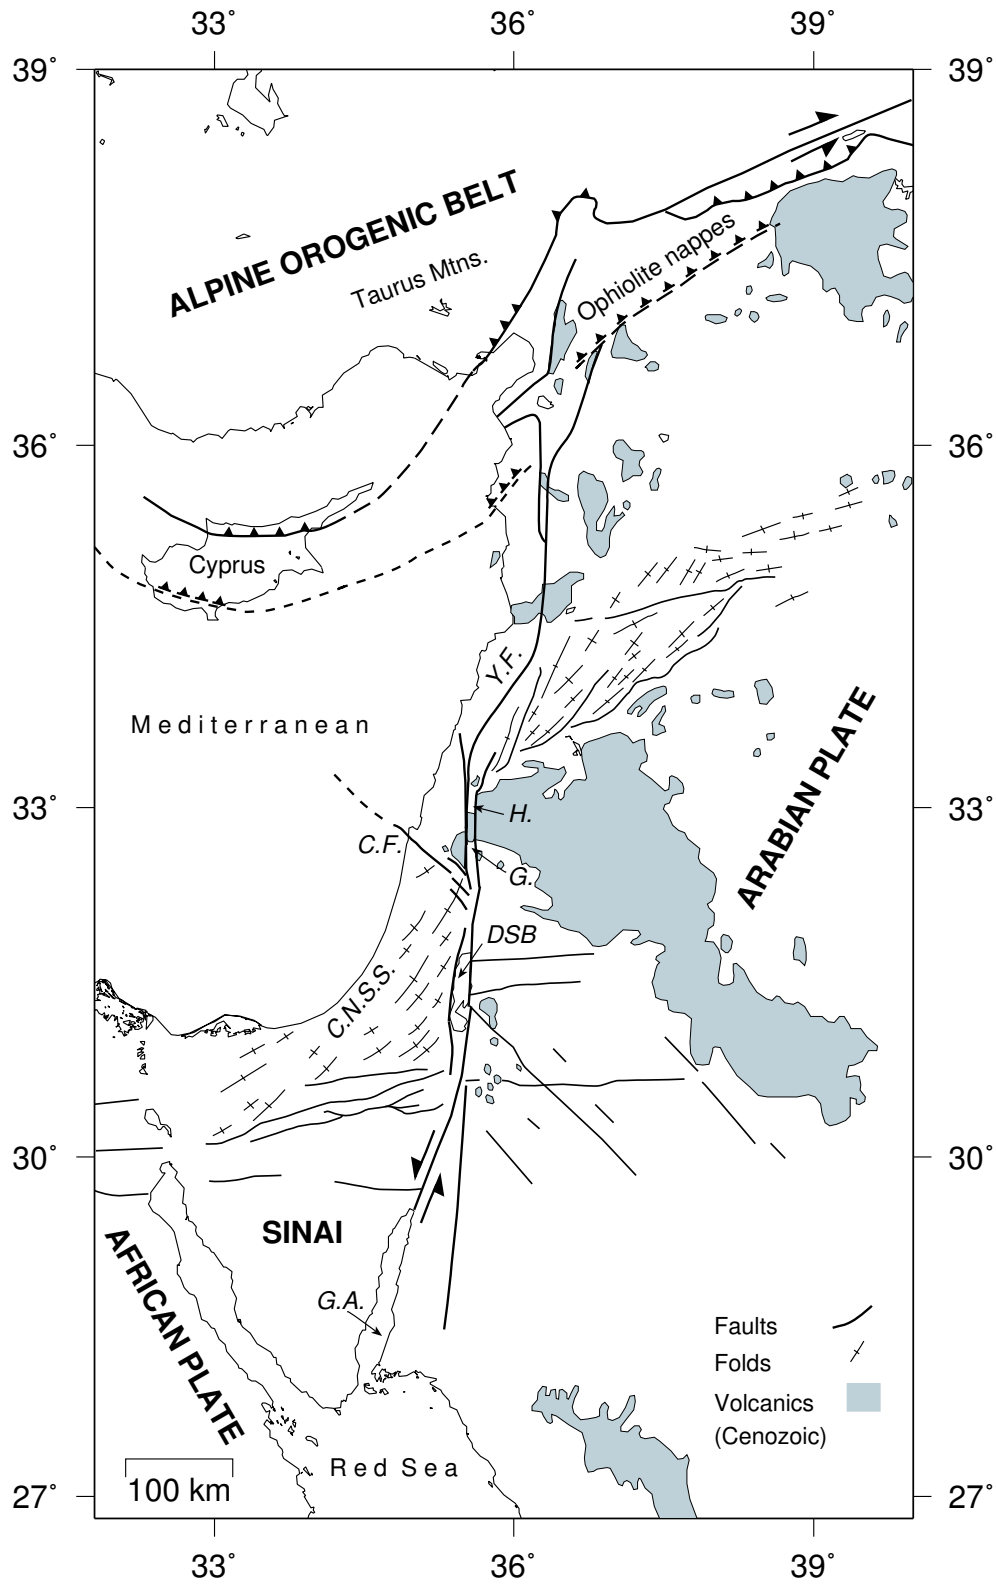 33° 36° 39°
39° 39°
ALPINE OROGENIC BELT
Taurus Mtns.
Ophiolite nappes
36° 36°
Cyprus
Y.F.
Mediterranean
ARABIAN PLATE
33° 33°
H.
C.F.
G.
DSB
C.N.S.S.
30° 30°
SINAI
AFRICAN PLATE
G.A.
Faults
Folds
Volcanics
(Cenozoic)
Red Sea
100 km
27° 27°
33° 36° 39°